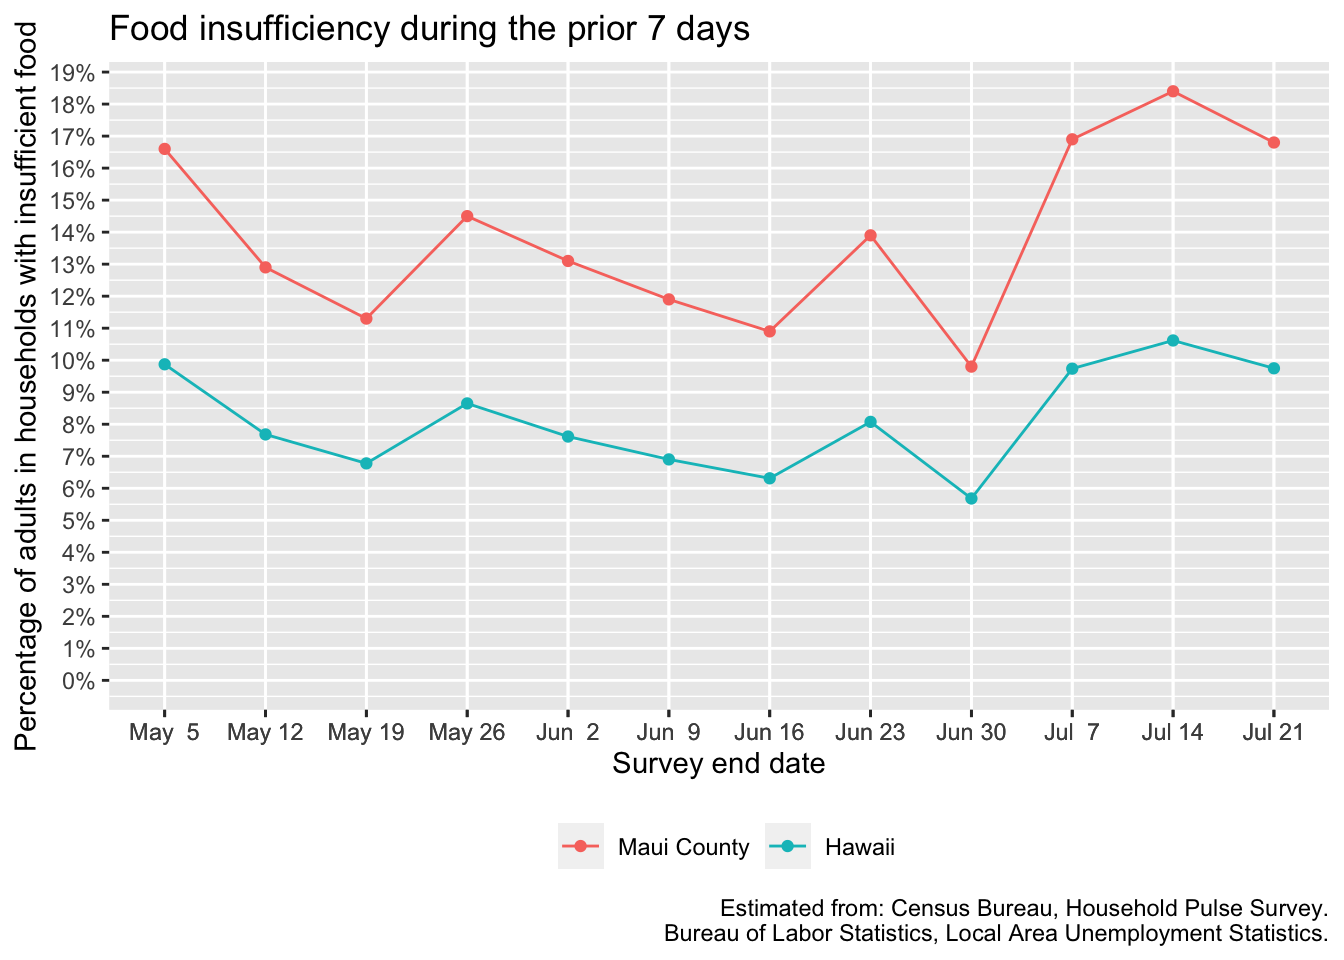 Food insufficiency during the prior 7 days
Percentage of adults in households with insufficient food
19%
18%
17%
16%
15%
14%
13%
12%
11%
10%
9%
8%
7%
6%
5%
4%
3%
2%
1%
0%
May 5 May 12 May 19 May 26 Jun 2 Jun 9 Jun 16 Jun 23 Jun 30 Jul 7 Jul 14 Jul 21
Survey end date
Maui County Hawaii
Estimated from: Census Bureau, Household Pulse Survey.
Bureau of Labor Statistics, Local Area Unemployment Statistics.